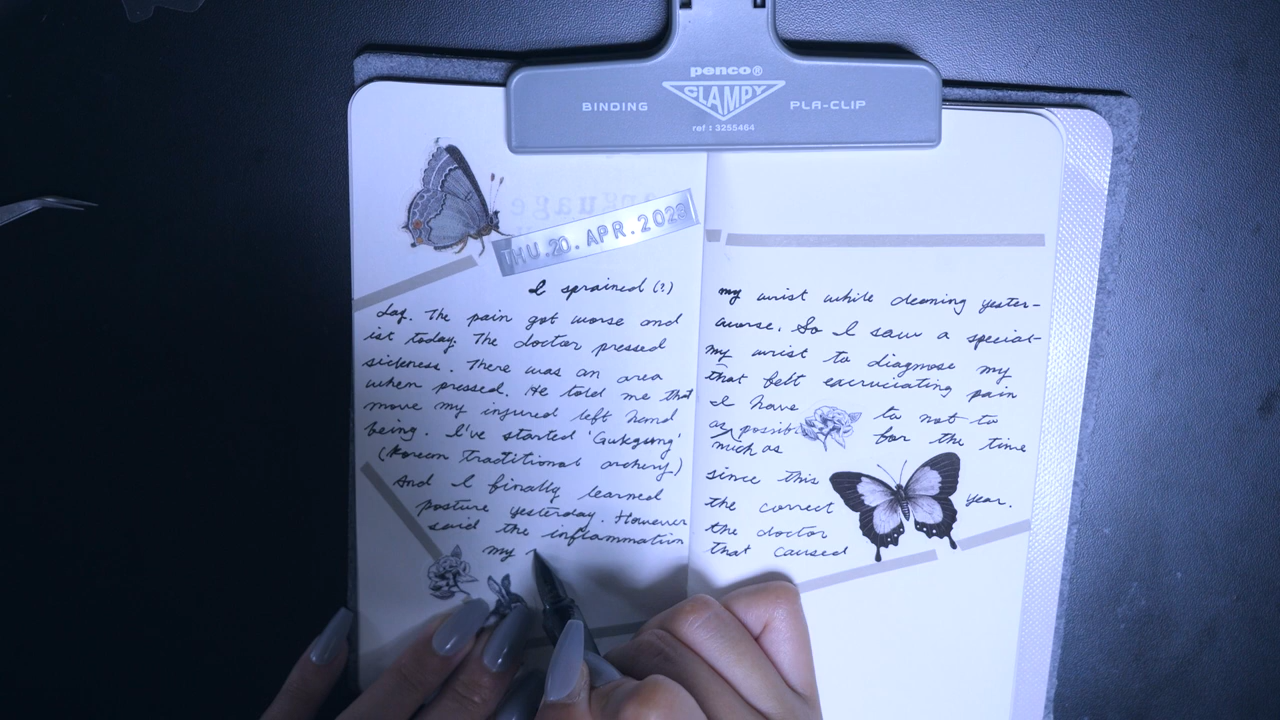 penco®
CLAMPY
BINDING PLA-CLIP
ref : 3255464
THU.20.APR.2023
I sprained (?) my wrist while cleaning yester-
day. The pain got worse and worse. So I saw a special-
ist today. The doctor pressed my wrist to diagnose my
sickness. There was an area that felt excruciating pain
when pressed. He told me that I have to not to
move my injured left hand as much as possible for the time
being. I've started 'Gukgung'
(Korean traditional archery) since this year.
And I finally learned the correct
posture yesterday. However the doctor
said the inflammation that caused
my